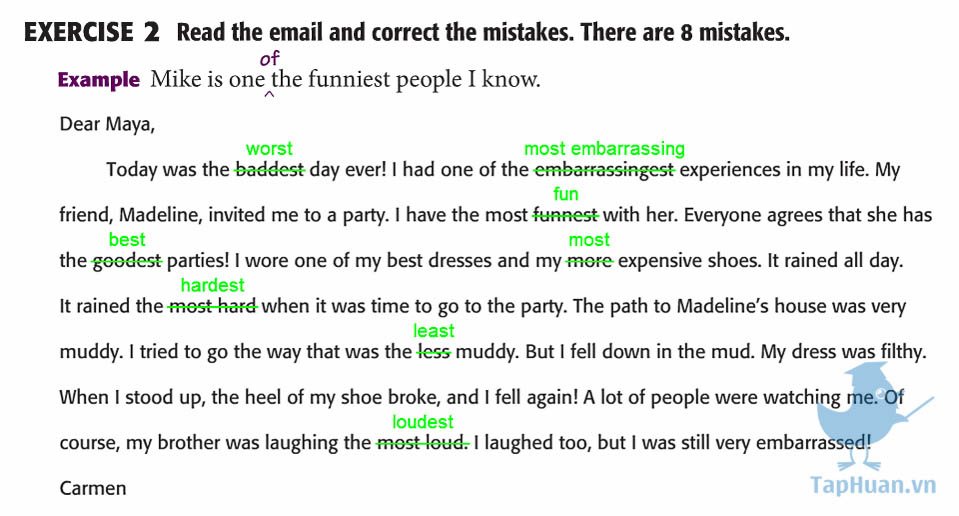 EXERCISE 2 Read the email and correct the mistakes. There are 8 mistakes.
of
Example Mike is one ^ the funniest people I know.
Dear Maya,
worst most embarrassing
Today was the baddest day ever! I had one of the embarrassingest experiences in my life. My
fun
friend, Madeline, invited me to a party. I have the most funnest with her. Everyone agrees that she has
best most
the goodest parties! I wore one of my best dresses and my more expensive shoes. It rained all day.
hardest
It rained the most hard when it was time to go to the party. The path to Madeline's house was very
least
muddy. I tried to go the way that was the less muddy. But I fell down in the mud. My dress was filthy.
When I stood up, the heel of my shoe broke, and I fell again! A lot of people were watching me. Of
loudest
course, my brother was laughing the most loud. I laughed too, but I was still very embarrassed!
Carmen
TapHuan.vn